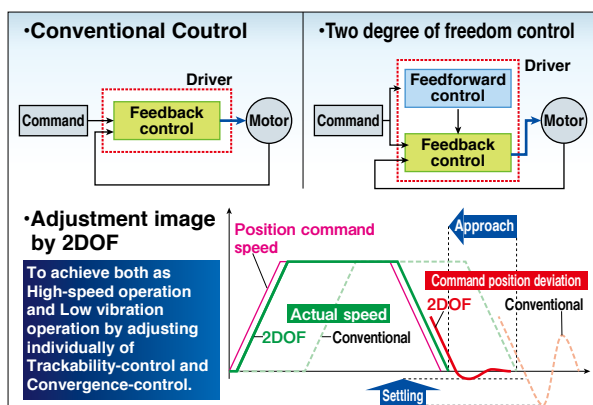 •Conventional Coutrol
Driver
Command
Feedback
control
Motor
•Two degree of freedom control
Driver
Feedforward
control
Command
Feedback
control
Motor
•Adjustment image
by 2DOF
To achieve both as
High-speed operation
and Low vibration
operation by adjusting
individually of
Trackability-control and
Convergence-control.
Position command
speed
Approach
Command position deviation
2DOF
Conventional
Actual speed
2DOF
Conventional
Settling